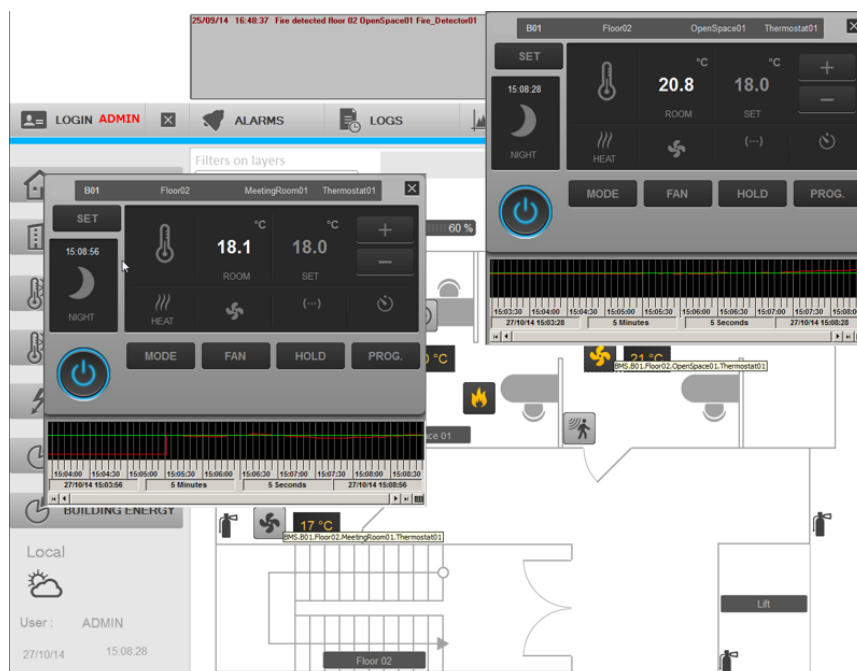 25/09/14 16:48:37 Fire detected floor 02 OpenSpace01 Fire_Detector01
B01 Floor02 OpenSpace01 Thermostat01
SET
°C °C
15:08:28
20.8 18.0
ROOM SET
NIGHT
HEAT (···)
MODE FAN HOLD PROG.
15:03:30 15:04:00 15:04:30 15:05:00 15:05:30 15:06:00 15:06:30 15:07:00 15:07:30 15:08:00
27/10/14 15:03:28 5 Minutes 5 Seconds 27/10/14 15:08:28
LOGIN ADMIN ALARMS LOGS
Filters on layers
60 %
B01 Floor02 MeetingRoom01 Thermostat01
SET
°C °C
15:08:56
18.1 18.0
ROOM SET
NIGHT
HEAT (···)
MODE FAN HOLD PROG.
15:04:00 15:04:30 15:05:00 15:05:30 15:06:00 15:06:30 15:07:00 15:07:30 15:08:00 15:08:30
27/10/14 15:03:56 5 Minutes 5 Seconds 27/10/14 15:08:56
°C
21 °C
BMS.B01.Floor02.OpenSpace01.Thermostat01
ce 01
BUILDING ENERGY
17 °C
BMS.B01.Floor02.MeetingRoom01.Thermostat01
Local
User : ADMIN
27/10/14 15:08:28
Lift
Floor 02